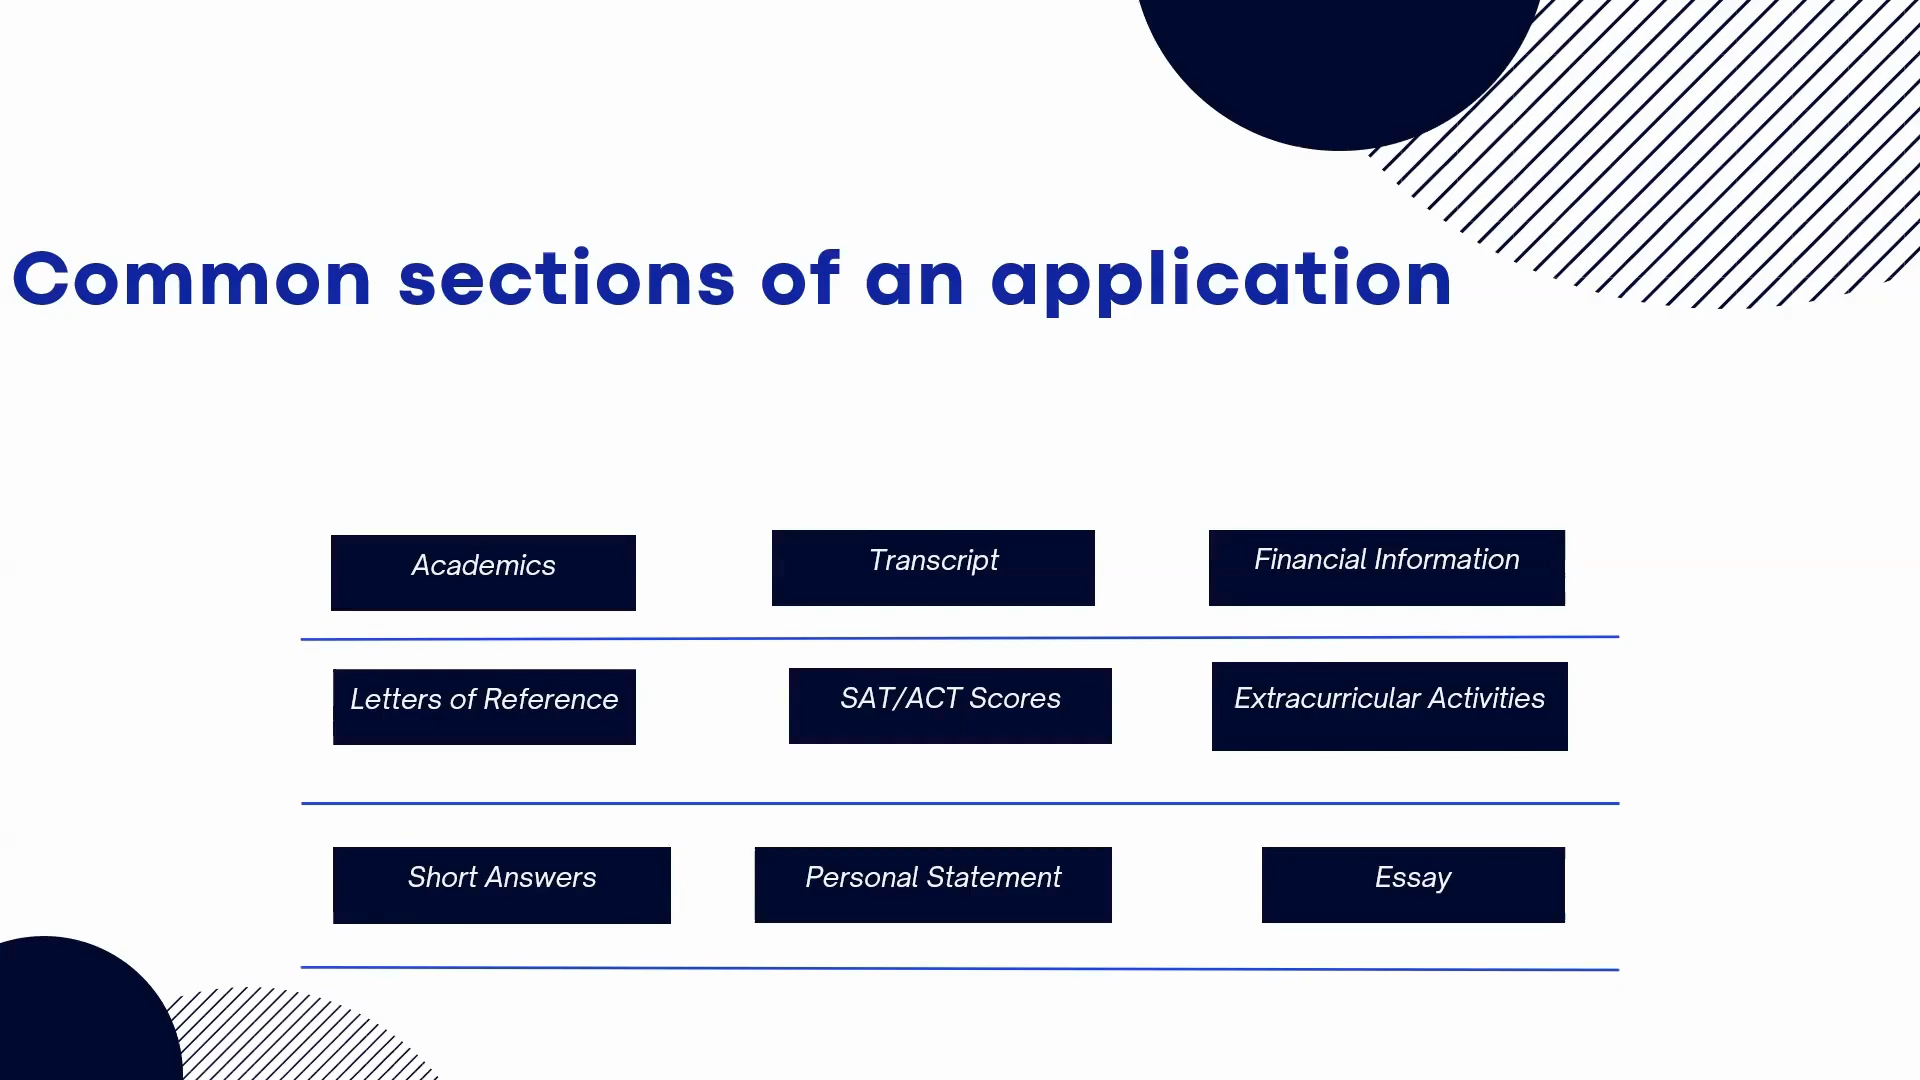 Common sections of an application
Academics
Transcript
Financial Information
Letters of Reference
SAT/ACT Scores
Extracurricular Activities
Short Answers
Personal Statement
Essay